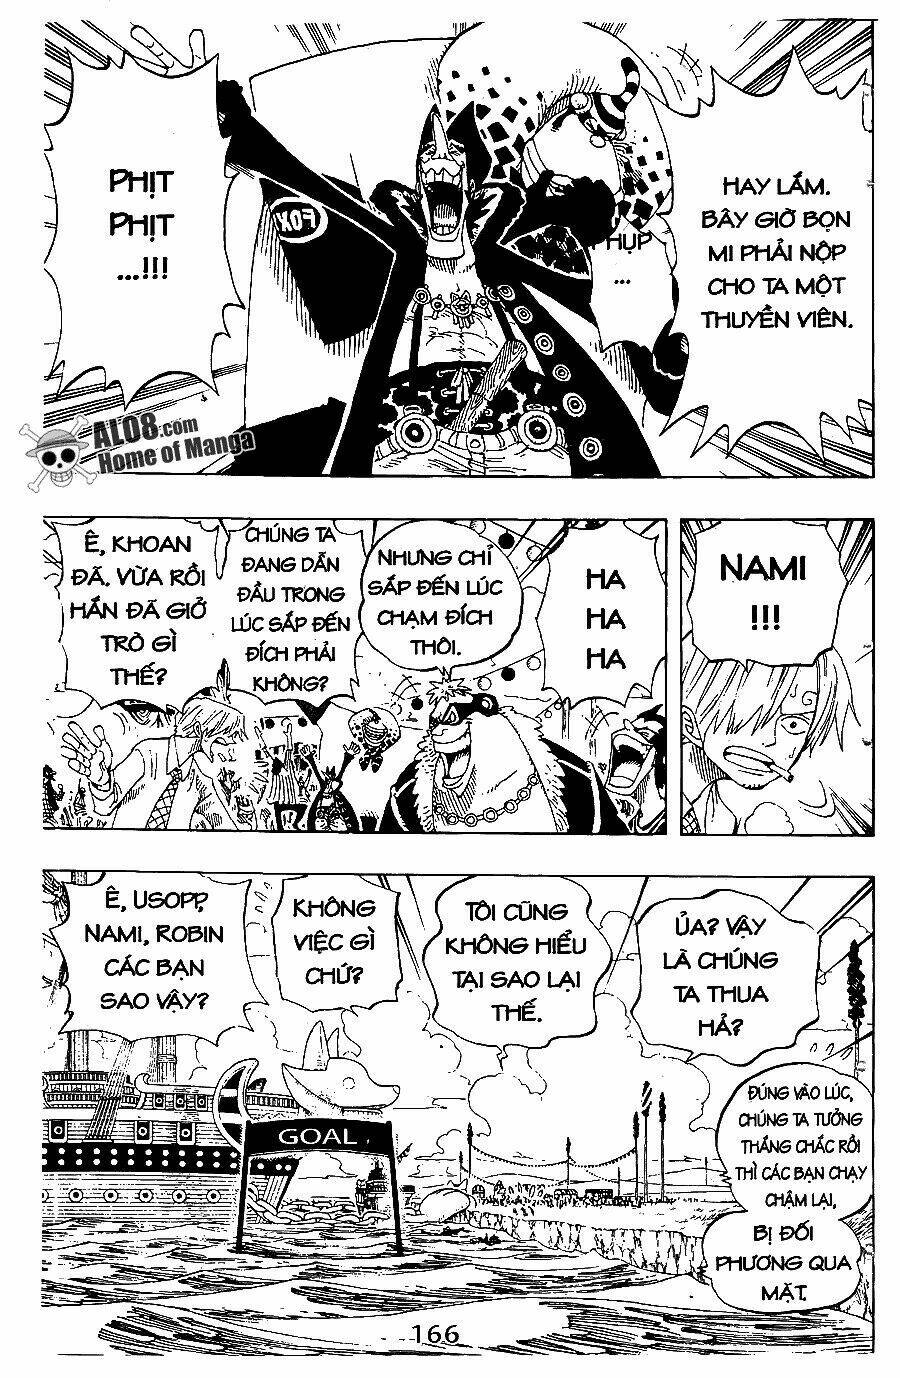 HAY LẮM.
BÂY GIỜ BỌN
MI PHẢI NỘP
CHO TA MỘT
THUYỀN VIÊN.
PHỤP
...
PHỊT
PHỊT
...!!!
FOX
ALO8.com
Home of Manga
NAMI
!!!
HA
HA
HA
NHƯNG CHỈ
SẮP ĐẾN LÚC
CHẠM ĐÍCH
THÔI.
CHÚNG TA
ĐANG DẪN
ĐẦU TRONG
LÚC SẮP ĐẾN
ĐÍCH PHẢI
KHÔNG?
Ê, KHOAN
ĐÃ. VỪA RỒI
HẮN ĐÃ GIỞ
TRÒ GÌ
THẾ?
ỦA? VẬY
LÀ CHÚNG
TA THUA
HẢ?
TÔI CŨNG
KHÔNG HIỂU
TẠI SAO LẠI
THẾ.
KHÔNG
VIỆC GÌ
CHỨ?
Ê, USOPP,
NAMI, ROBIN
CÁC BẠN
SAO VẬY?
ĐÚNG VÀO LÚC,
CHÚNG TA TƯỞNG
THẮNG CHẮC RỒI
THÌ CÁC BẠN CHẠY
CHẬM LẠI,
BỊ ĐỐI
PHƯƠNG QUA
MẶT.
GOAL
166